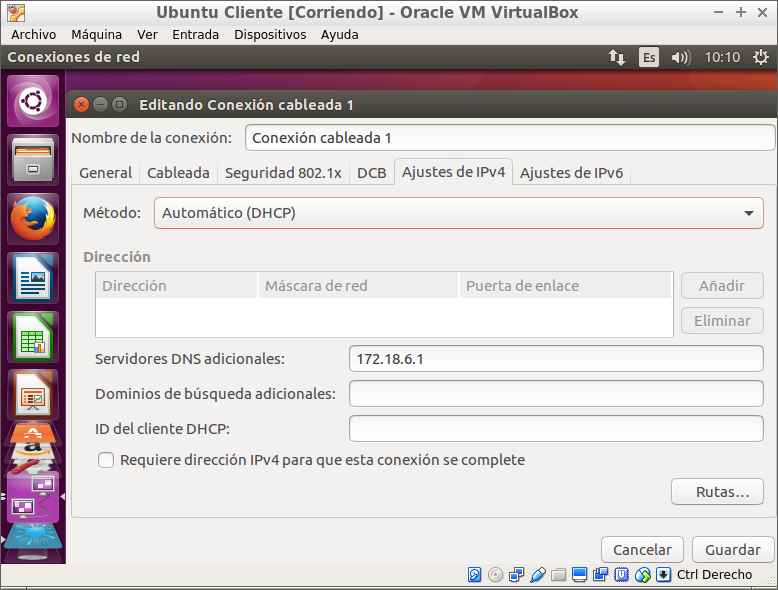 Ubuntu Cliente [Corriendo] - Oracle VM VirtualBox
Archivo Máquina Ver Entrada Dispositivos Ayuda
Conexiones de red Es 10:10
Editando Conexión cableada 1
Nombre de la conexión: Conexión cableada 1
General Cableada Seguridad 802.1x DCB Ajustes de IPv4 Ajustes de IPv6
Método: Automático (DHCP)
Dirección
Dirección Máscara de red Puerta de enlace Añadir
Eliminar
Servidores DNS adicionales: 172.18.6.1
Dominios de búsqueda adicionales:
ID del cliente DHCP:
Requiere dirección IPv4 para que esta conexión se complete
Rutas...
Cancelar Guardar
Ctrl Derecho